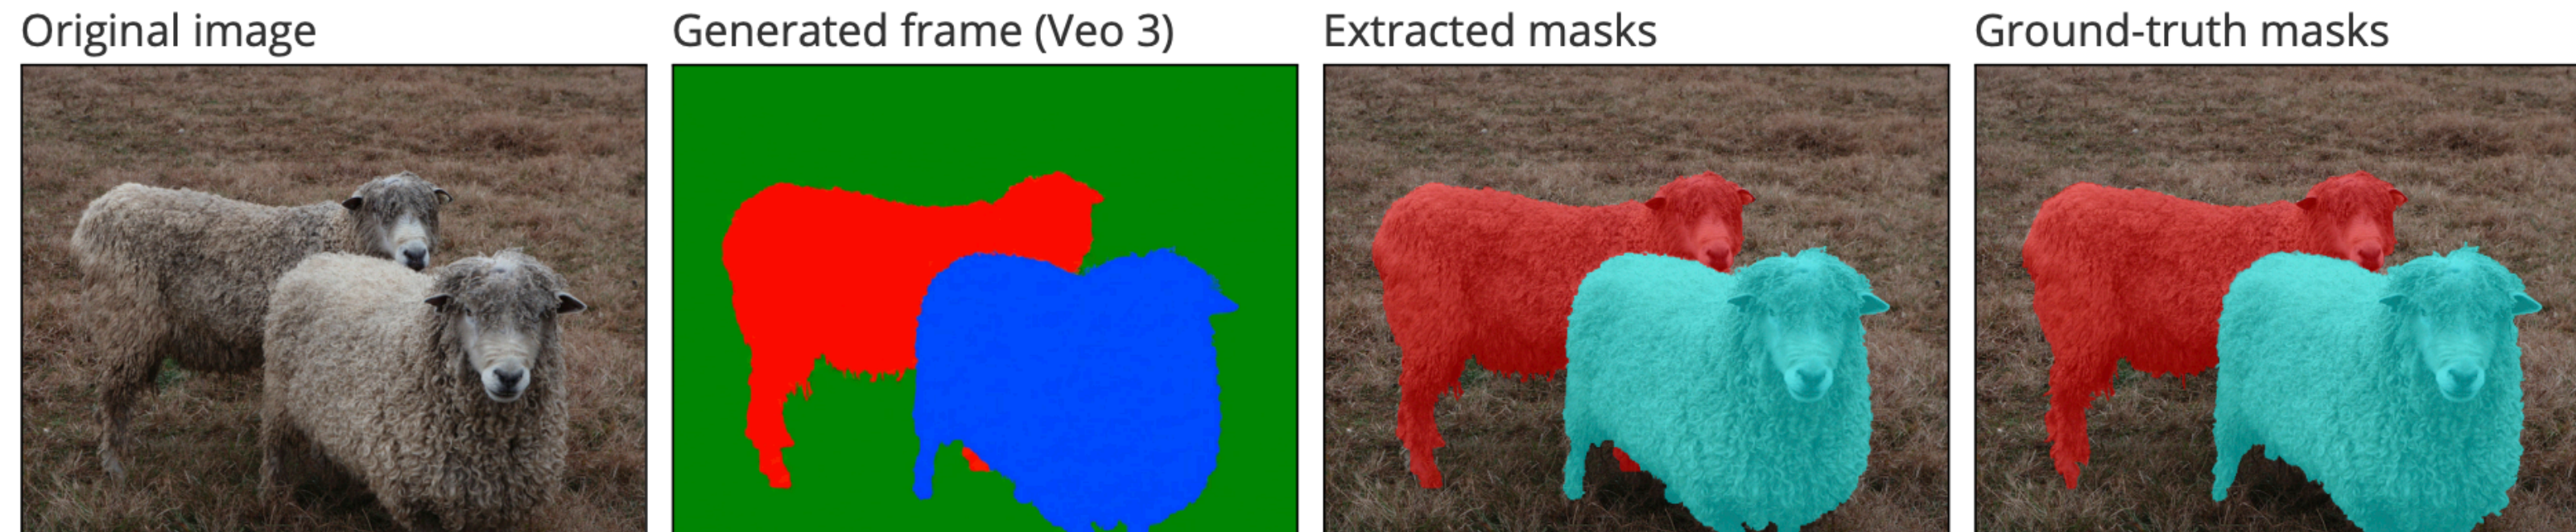 Original image
Generated frame (Veo 3)
Extracted masks
Ground-truth masks